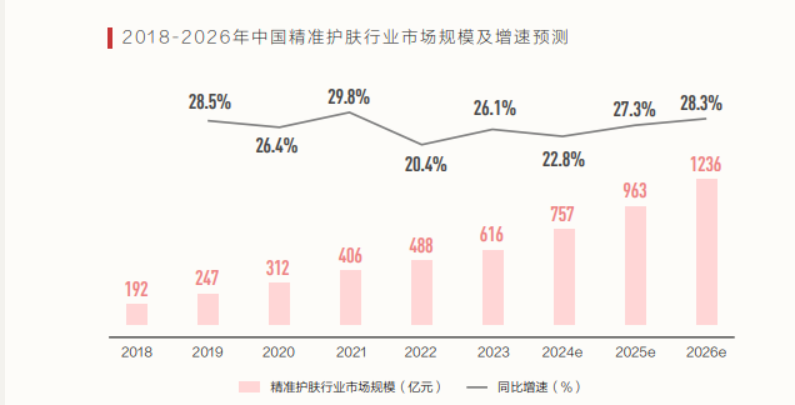 2018-2026年中国精准护肤行业市场规模及增速预测
28.5% 26.4% 29.8% 20.4% 26.1% 22.8% 27.3% 28.3%
192 247 312 406 488 616 757 963 1236
2018 2019 2020 2021 2022 2023 2024e 2025e 2026e
精准护肤行业市场规模（亿元） 同比增速（%）